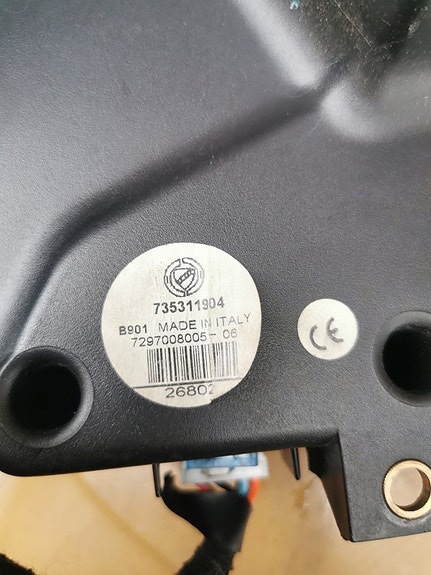 735311904
B901 MADE IN ITALY
7297008005-06
26802
CE